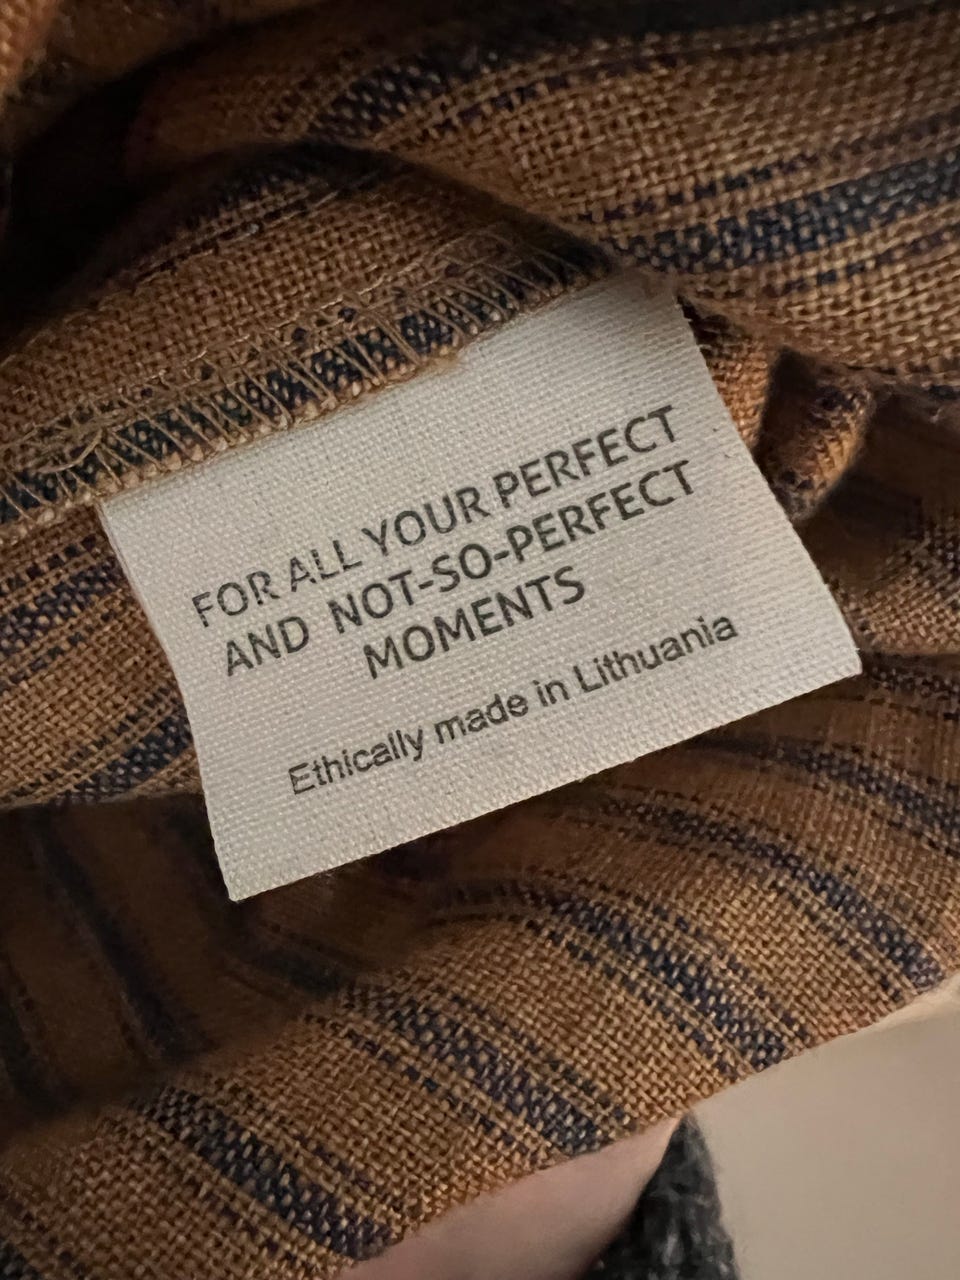 FOR ALL YOUR PERFECT
AND NOT-SO-PERFECT
MOMENTS
Ethically made in Lithuania